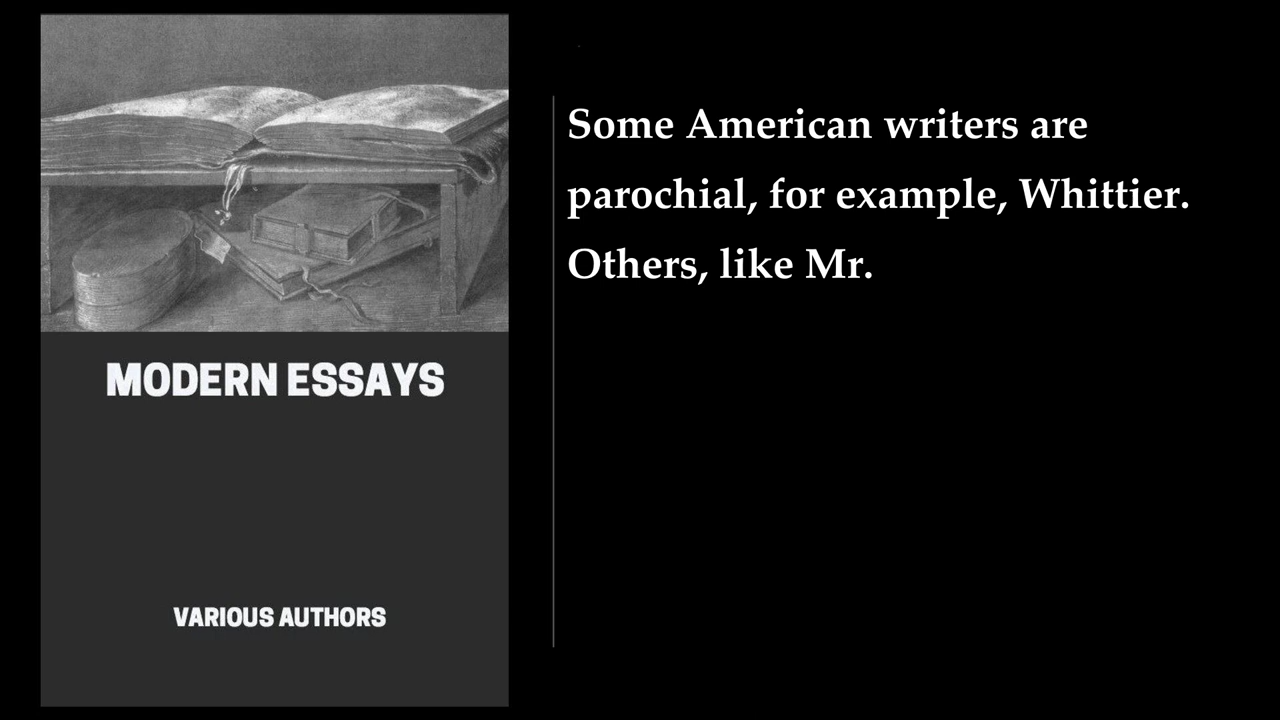 MODERN ESSAYS
VARIOUS AUTHORS
Some American writers are
parochial, for example, Whittier.
Others, like Mr.